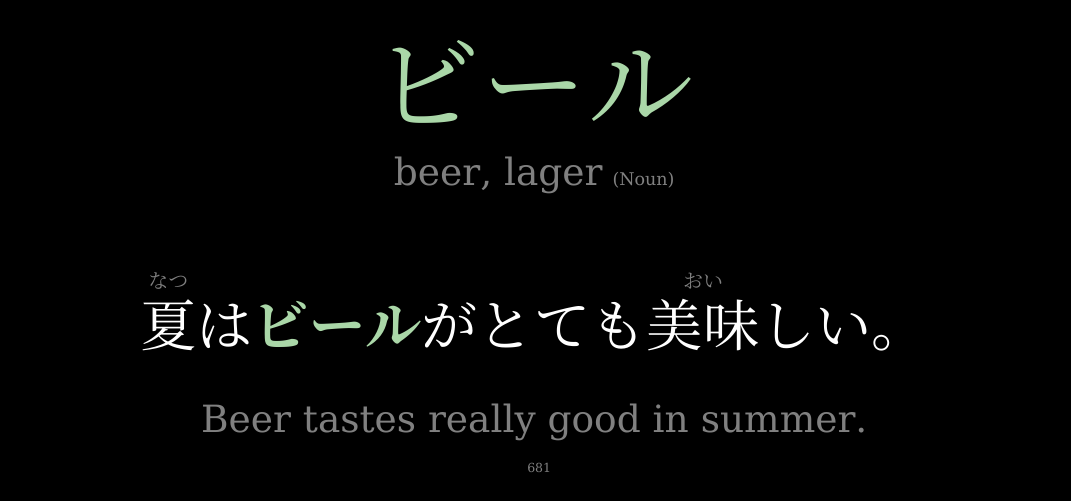 ビール
beer, lager (Noun)
なつ おい
夏はビールがとても美味しい。
Beer tastes really good in summer.
681